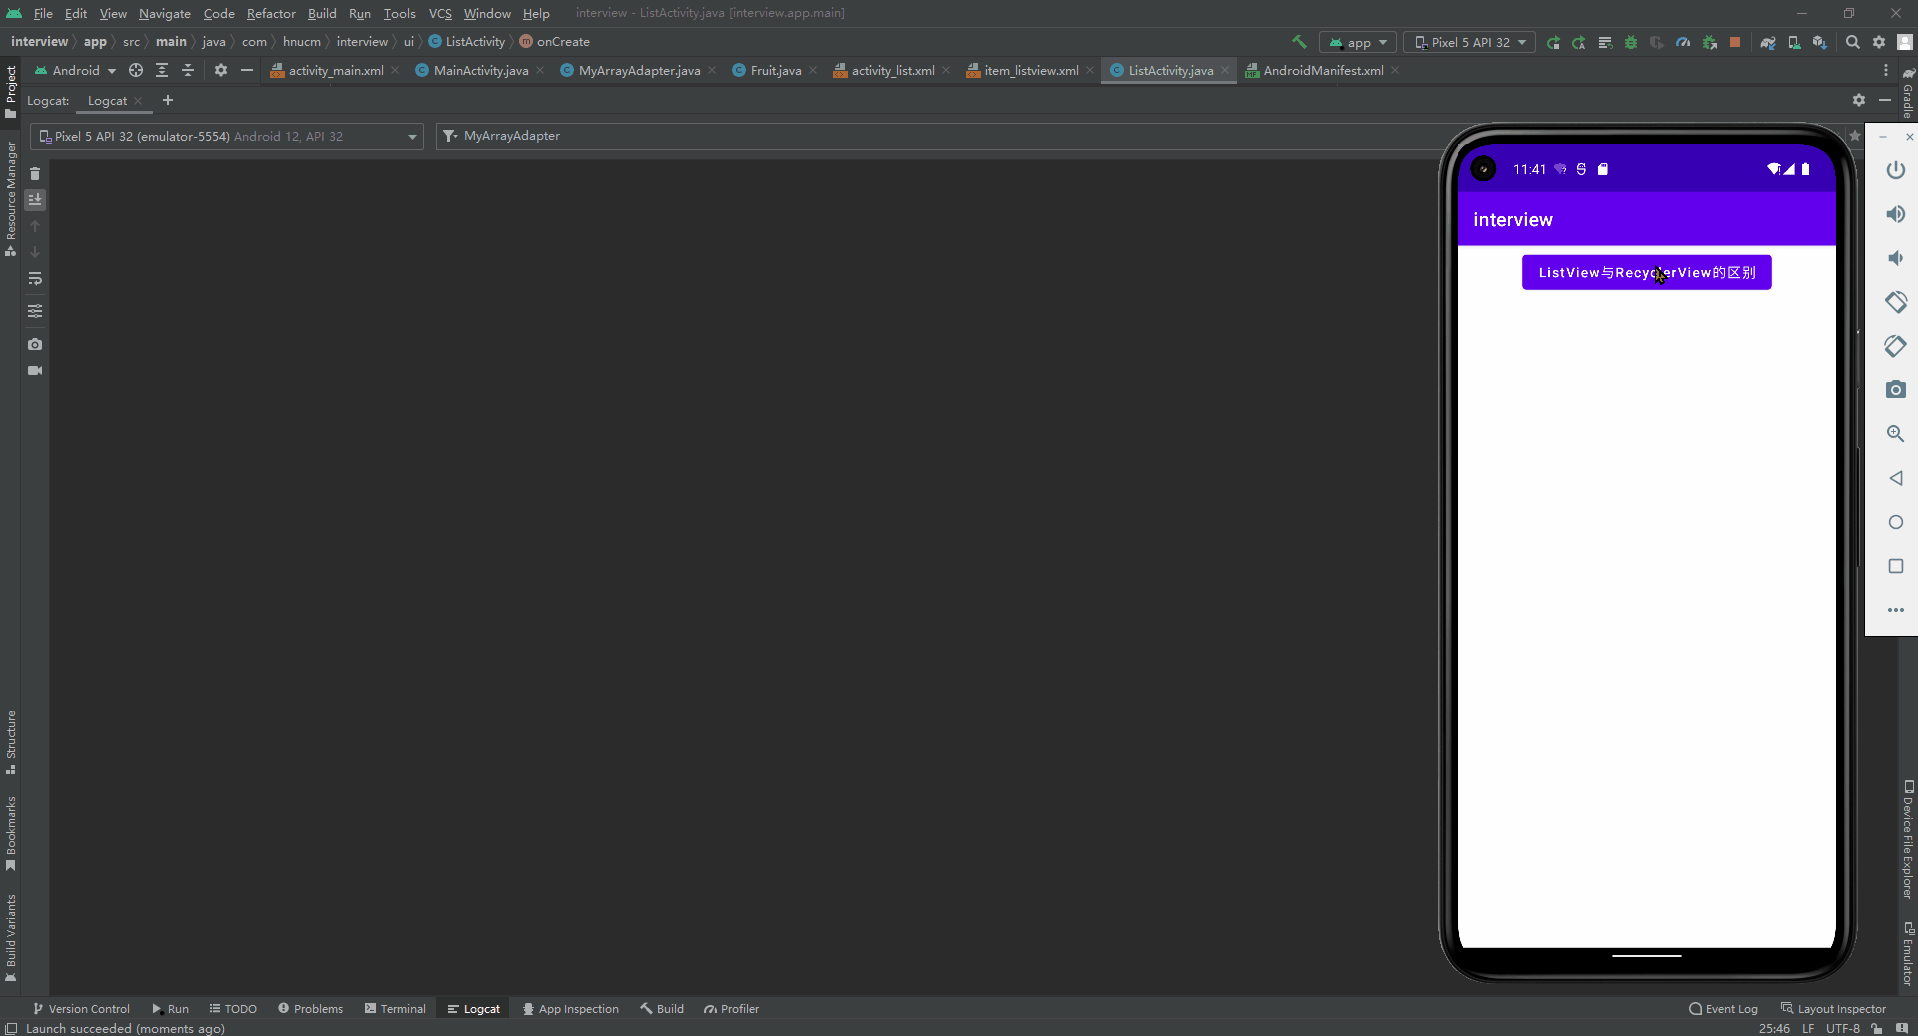 File Edit View Navigate Code Refactor Build Run Tools VCS Window Help interview - ListActivity.java [interview.app.main]
interview app src main java com hnucm interview ui ListActivity onCreate app Pixel 5 API 32
Android activity_main.xml MainActivity.java MyArrayAdapter.java Fruit.java activity_list.xml item_listview.xml ListActivity.java AndroidManifest.xml
Logcat: Logcat
Pixel 5 API 32 (emulator-5554) Android 12, API 32 MyArrayAdapter
11:41
interview
ListView与RecyclerView的区别
Project
Resource Manager
Structure
Bookmarks
Build Variants
Gradle
Device File Explorer
Emulator
Version Control Run TODO Problems Terminal Logcat App Inspection Build Profiler Event Log Layout Inspector
Launch succeeded (moments ago) 25:46 LF UTF-8